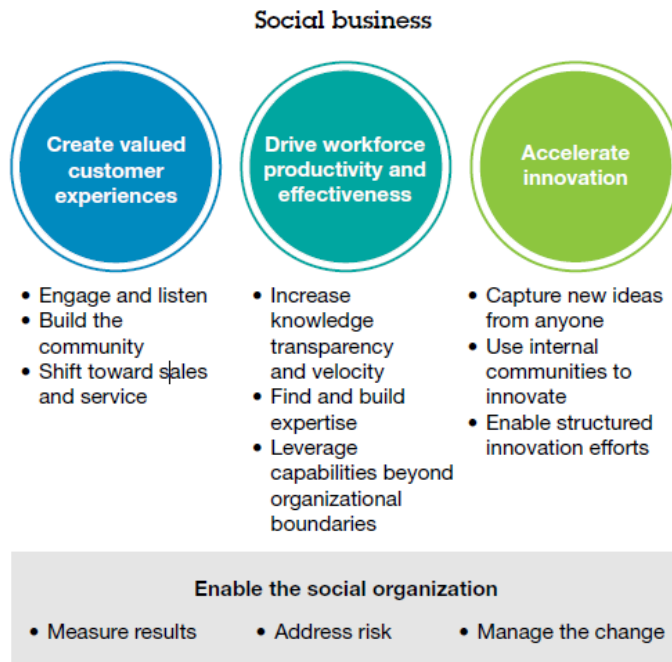 Social business
Create valued
customer
experiences
Drive workforce
productivity and
effectiveness
Accelerate
innovation
• Engage and listen
• Build the
community
• Shift toward sales
and service
• Increase
knowledge
transparency
and velocity
• Find and build
expertise
• Leverage
capabilities beyond
organizational
boundaries
• Capture new ideas
from anyone
• Use internal
communities to
innovate
• Enable structured
innovation efforts
Enable the social organization
• Measure results • Address risk • Manage the change